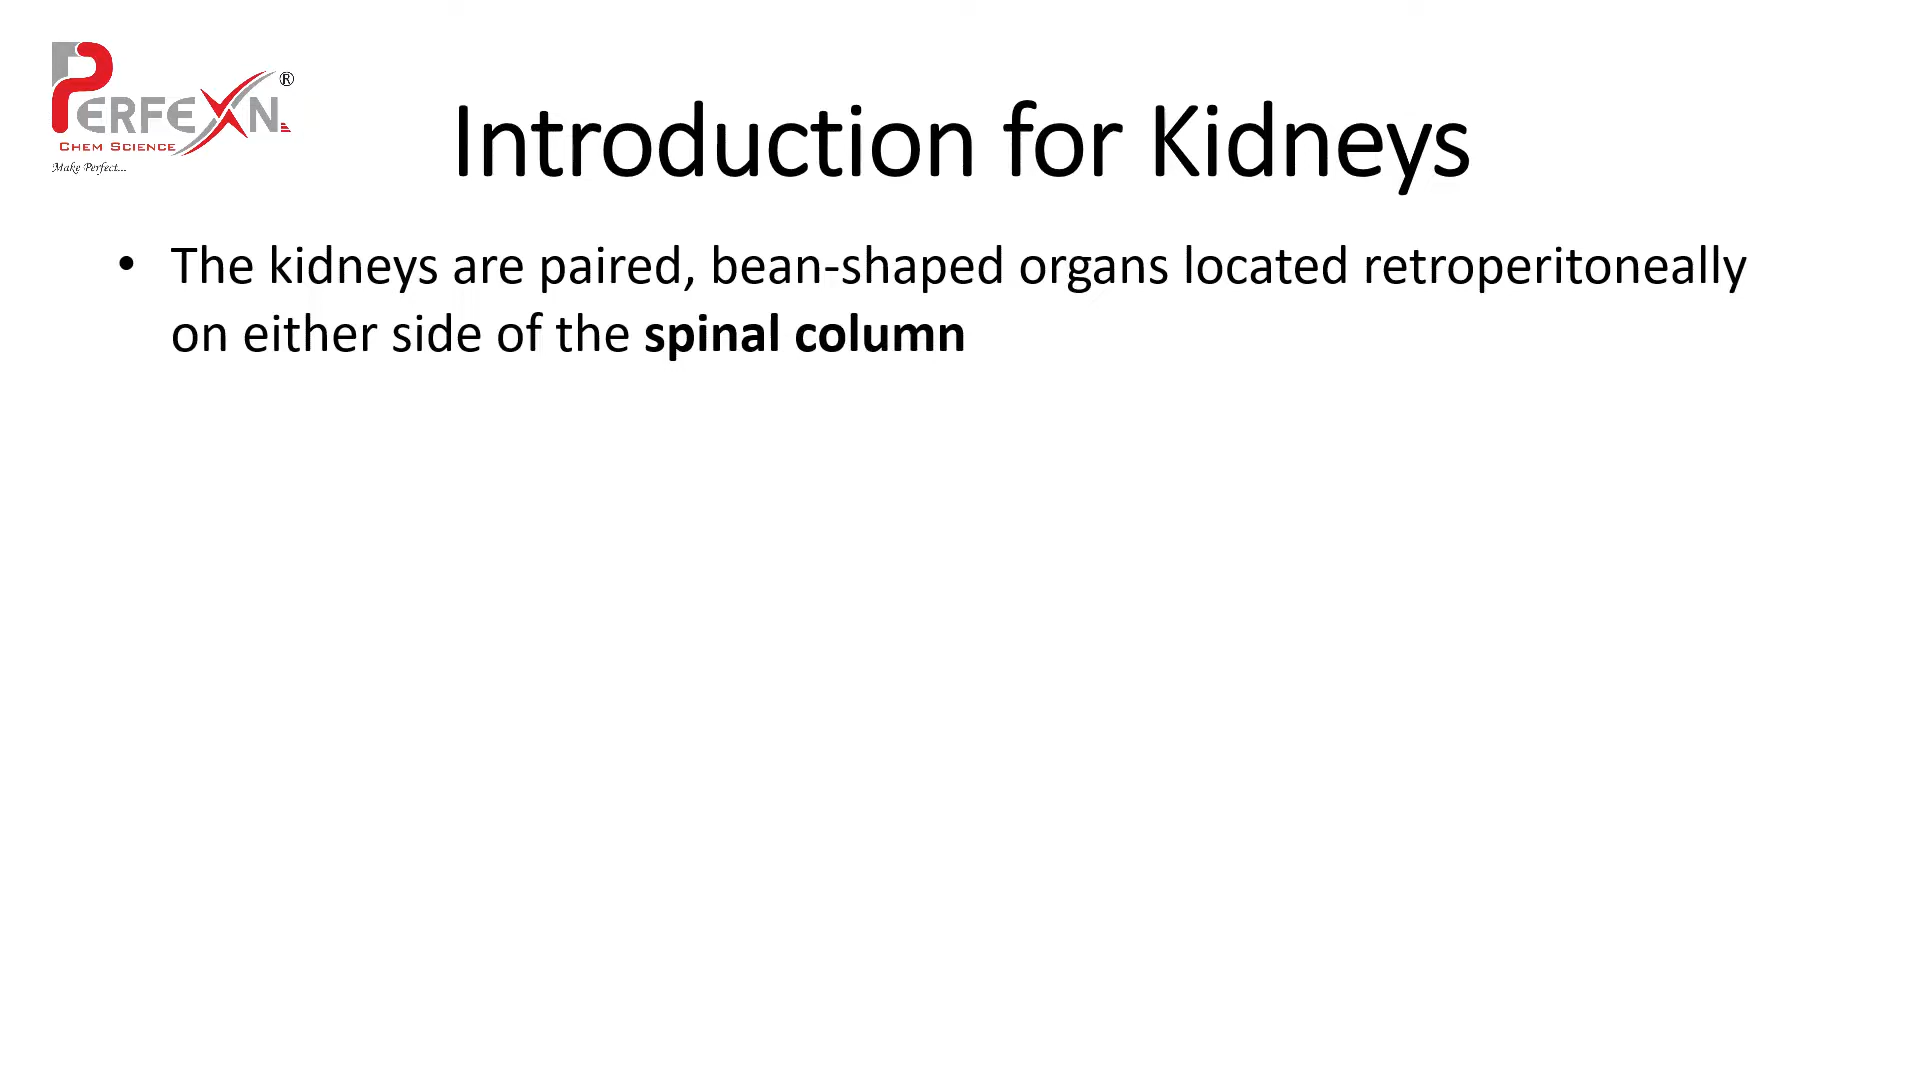 PERFEXN ®
CHEM SCIENCE
Make Perfect...
Introduction for Kidneys
• The kidneys are paired, bean-shaped organs located retroperitoneally
on either side of the spinal column